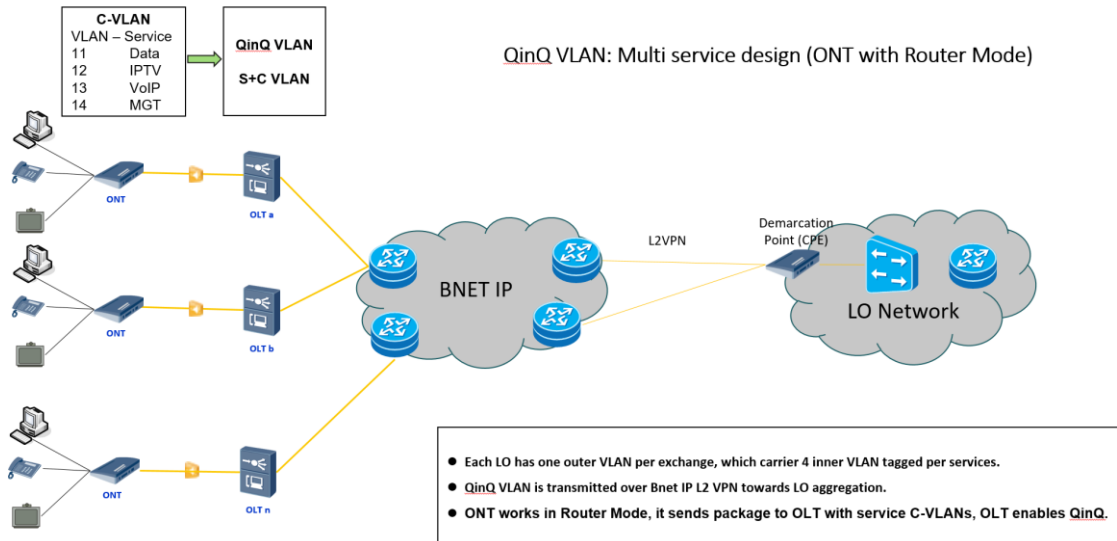 C-VLAN
VLAN – Service
11 Data
12 IPTV
13 VoIP
14 MGT
QinQ VLAN
S+C VLAN
QinQ VLAN: Multi service design (ONT with Router Mode)
ONT
OLT a
ONT
OLT b
ONT
OLT n
BNET IP
L2VPN
Demarcation
Point (CPE)
LO Network
● Each LO has one outer VLAN per exchange, which carrier 4 inner VLAN tagged per services.
● QinQ VLAN is transmitted over Bnet IP L2 VPN towards LO aggregation.
● ONT works in Router Mode, it sends package to OLT with service C-VLANs, OLT enables QinQ.